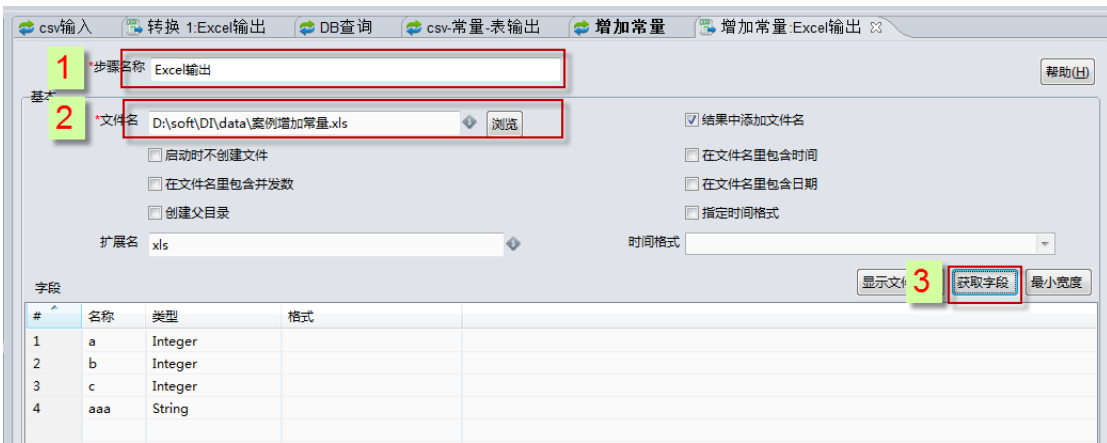 csv输入 转换 1:Excel输出 DB查询 csv-常量-表输出 增加常量 增加常量:Excel输出
1 *步骤名称 Excel输出 帮助(H)
基本
2 *文件名 D:\soft\DI\data\案例增加常量.xls 浏览 结果中添加文件名
启动时不创建文件 在文件名里包含时间
在文件名里包含并发数 在文件名里包含日期
创建父目录 指定时间格式
扩展名 xls 时间格式
字段 显示文件 3 获取字段 最小宽度
# 名称 类型 格式
1 a Integer
2 b Integer
3 c Integer
4 aaa String